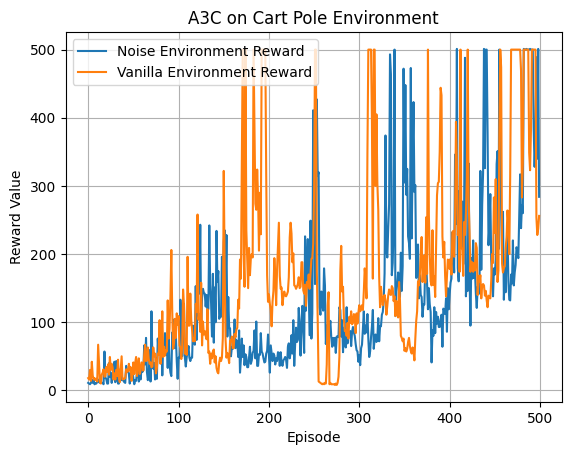 A3C on Cart Pole Environment
Noise Environment Reward
Vanilla Environment Reward
Reward Value
500
400
300
200
100
0
0 100 200 300 400 500
Episode